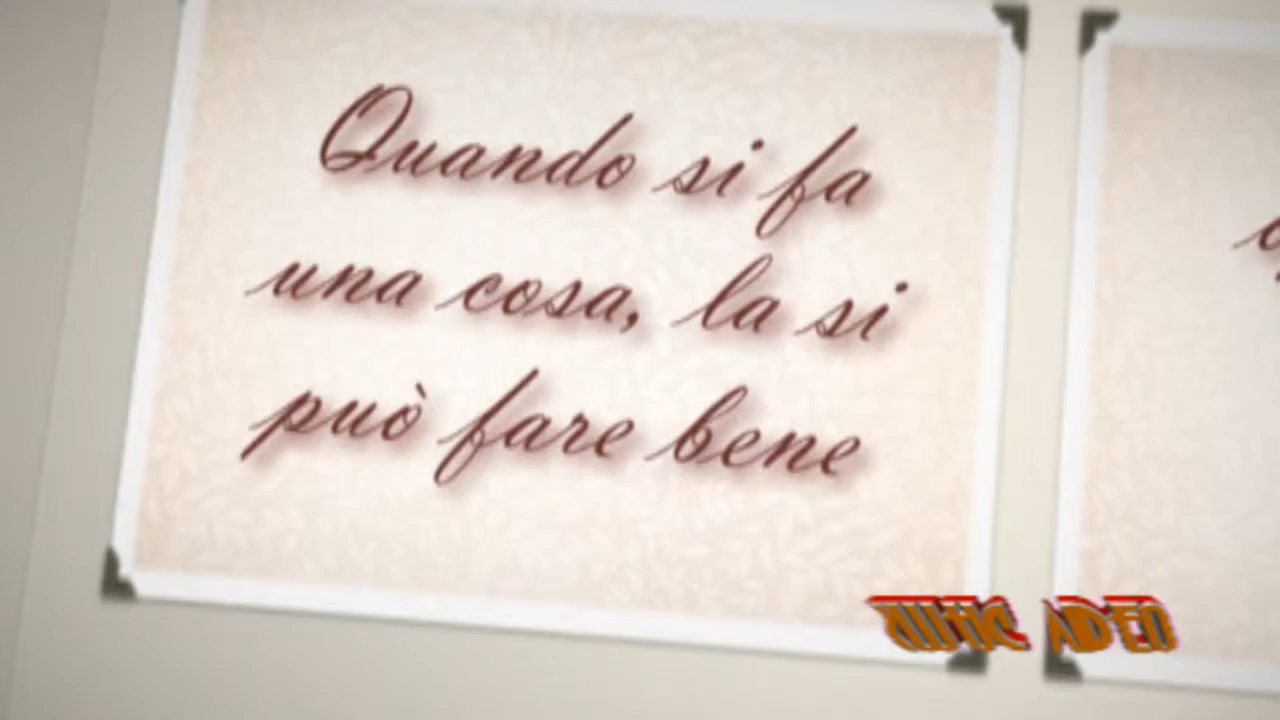 Quando si fa
una cosa, la si
può fare bene